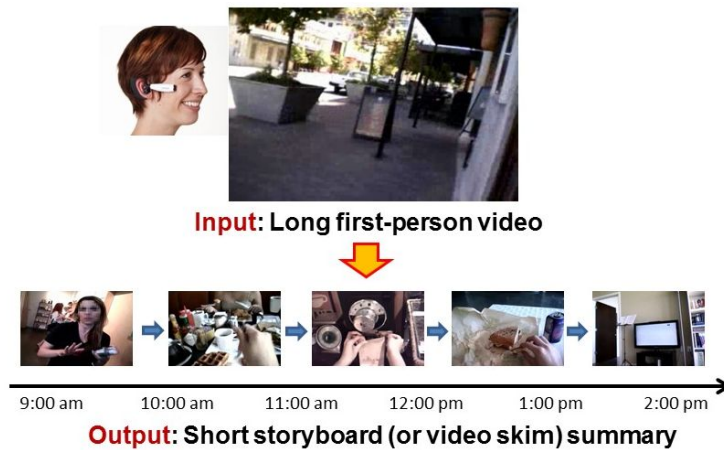 Input: Long first-person video
9:00 am 10:00 am 11:00 am 12:00 pm 1:00 pm 2:00 pm
Output: Short storyboard (or video skim) summary